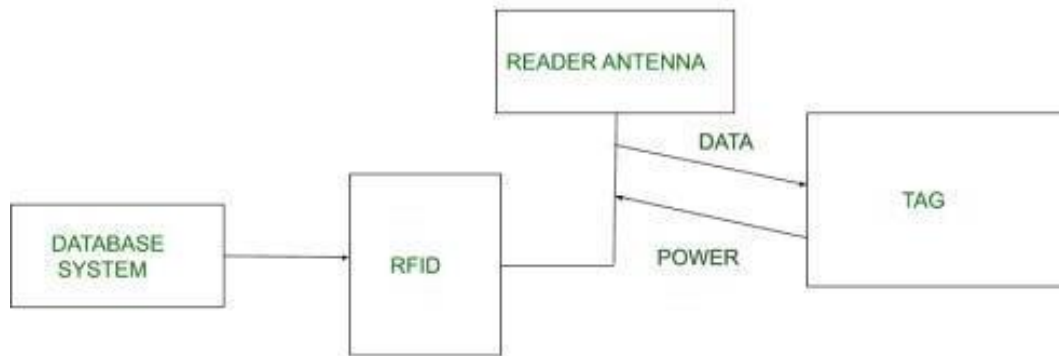 READER ANTENNA
DATA
TAG
DATABASE
SYSTEM
RFID
POWER